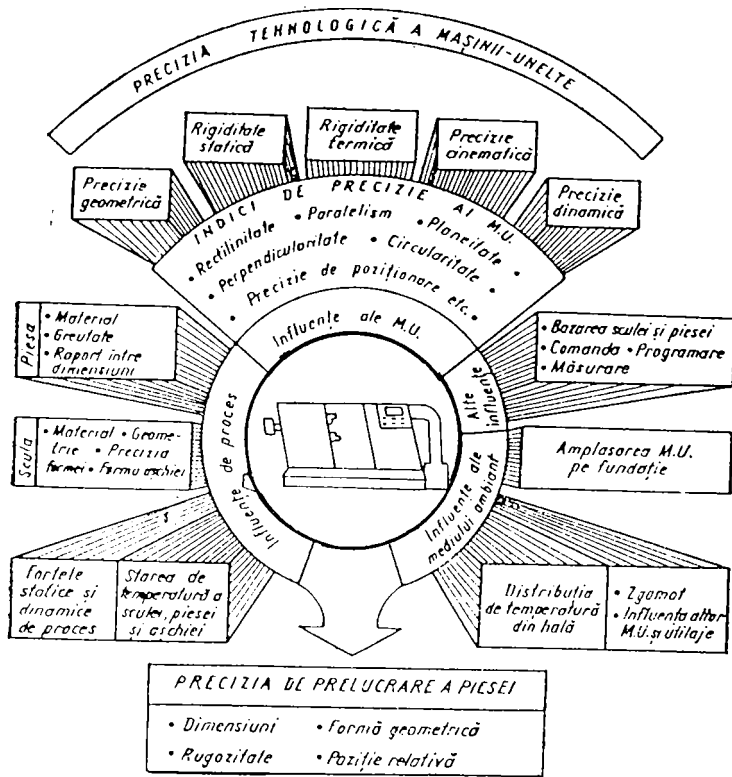 PRECIZIA TEHNOLOGICĂ A MAȘINII-UNELTE
Precizie
geometrică
Rigiditate
statică
Rigiditate
termică
Precizie
cinematică
Precizie
dinamică
INDICI DE PRECIZIE AI M.U.
• Rectilinitate • Paralelism • Planeitate •
• Perpendicularitate • Circularitate •
• Precizie de poziționare etc. •
Influențe ale M.U.
Piesa
• Material
• Greutate
• Raport între
dimensiuni
Scula
• Material • Geome-
trie • Precizia
formei • Forma așchiei
Influențe de proces
Forțele
statice și
dinamice
de proces
Starea de
temperatură a
sculei, piesei
și așchiei
• Bazarea sculei și piesei
• Comanda • Programare
• Măsurare
Alte
influențe
Amplasarea M.U.
pe fundație
Influențe ale
mediului ambiant
Distribuția
de temperatură
din hală
• Zgomot
• Influența altor
M.U. și utilaje
PRECIZIA DE PRELUCRARE A PIESEI
• Dimensiuni • Formă geometrică
• Rugozitate • Poziție relativă